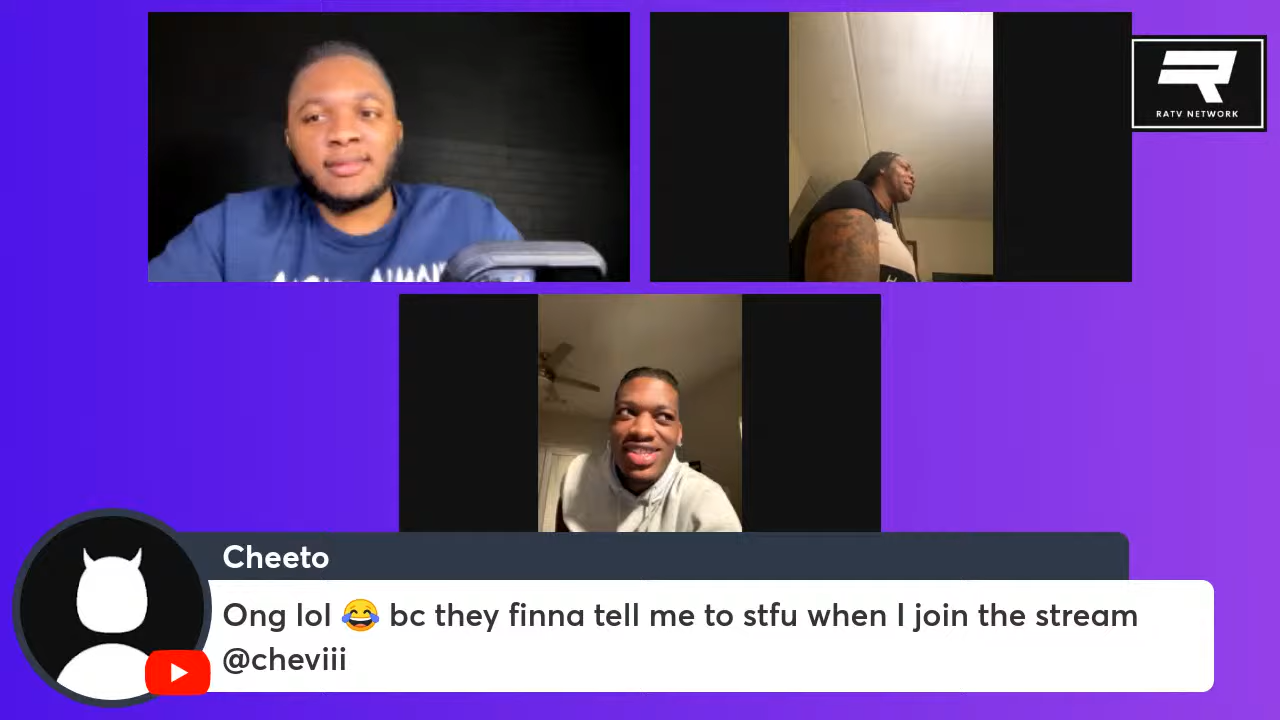 RATV NETWORK
Cheeto
Ong lol 😂 bc they finna tell me to stfu when I join the stream
@cheviii